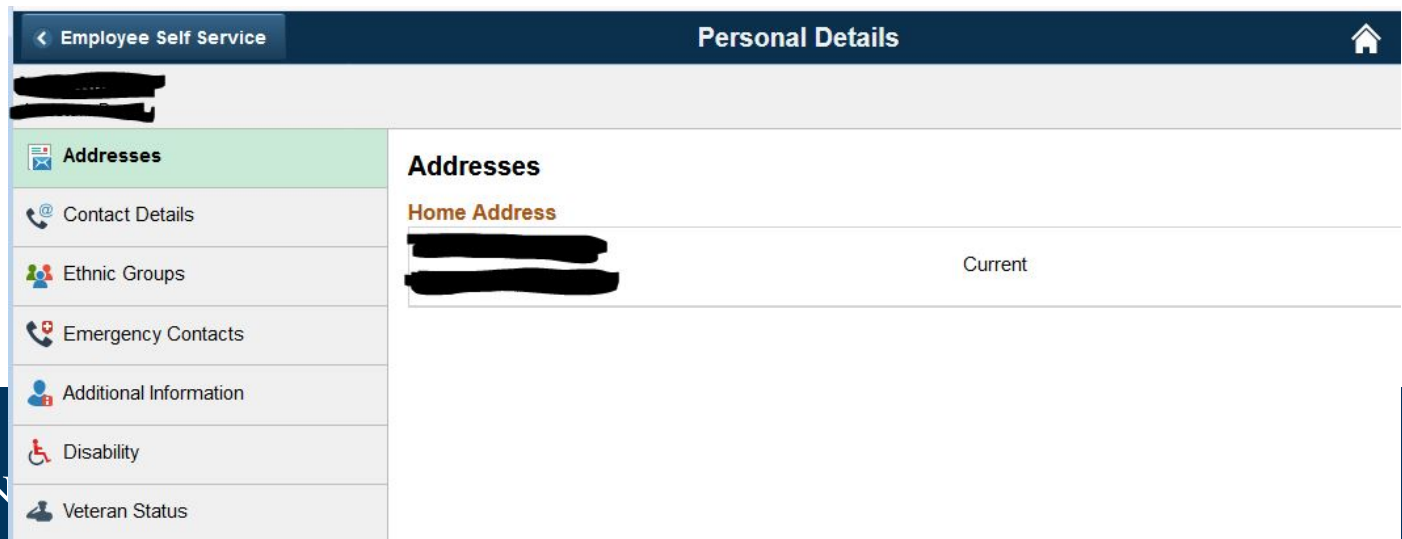 Employee Self Service
Personal Details
Addresses
Contact Details
Ethnic Groups
Emergency Contacts
Additional Information
Disability
Veteran Status
Addresses
Home Address
Current